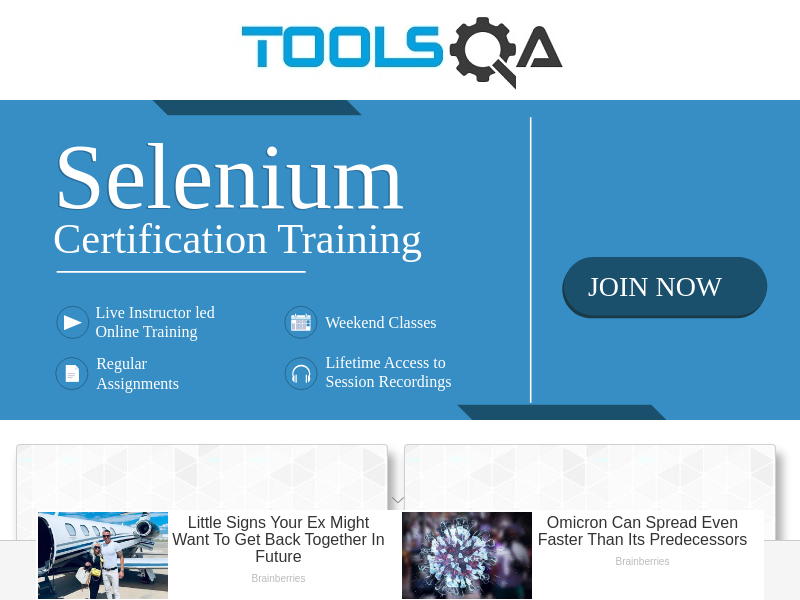 TOOLSQA
Selenium
Certification Training
JOIN NOW
Live Instructor led
Online Training
Weekend Classes
Regular
Assignments
Lifetime Access to
Session Recordings
Little Signs Your Ex Might
Want To Get Back Together In
Future
Brainberries
Omicron Can Spread Even
Faster Than Its Predecessors
Brainberries